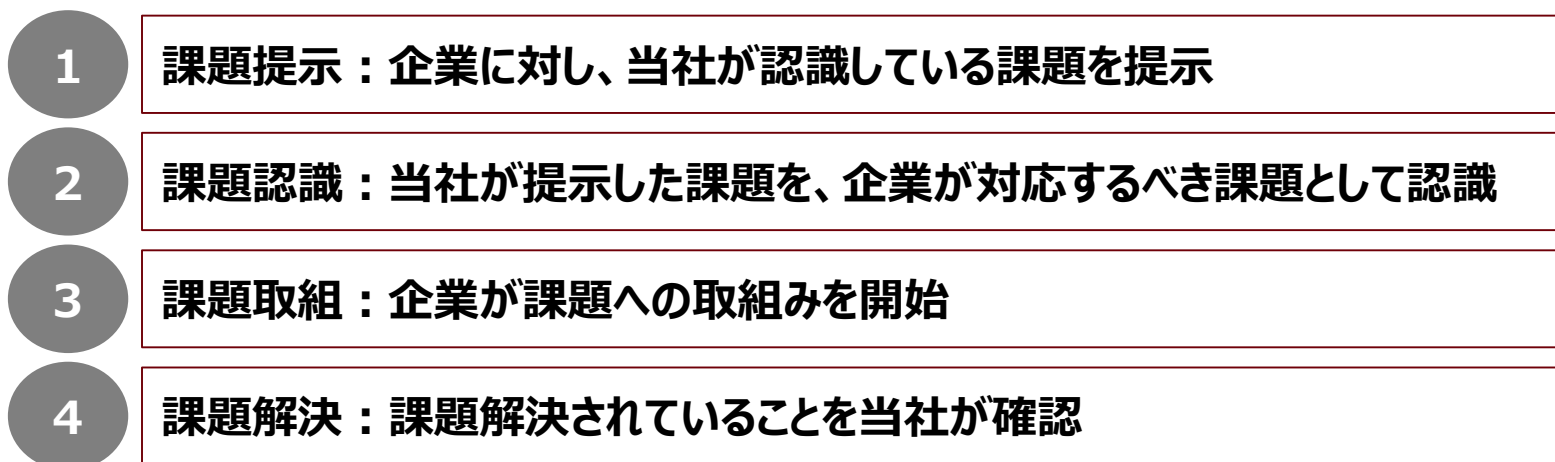 1
課題提示：企業に対し、当社が認識している課題を提示
2
課題認識：当社が提示した課題を、企業が対応するべき課題として認識
3
課題取組：企業が課題への取組みを開始
4
課題解決：課題解決されていることを当社が確認